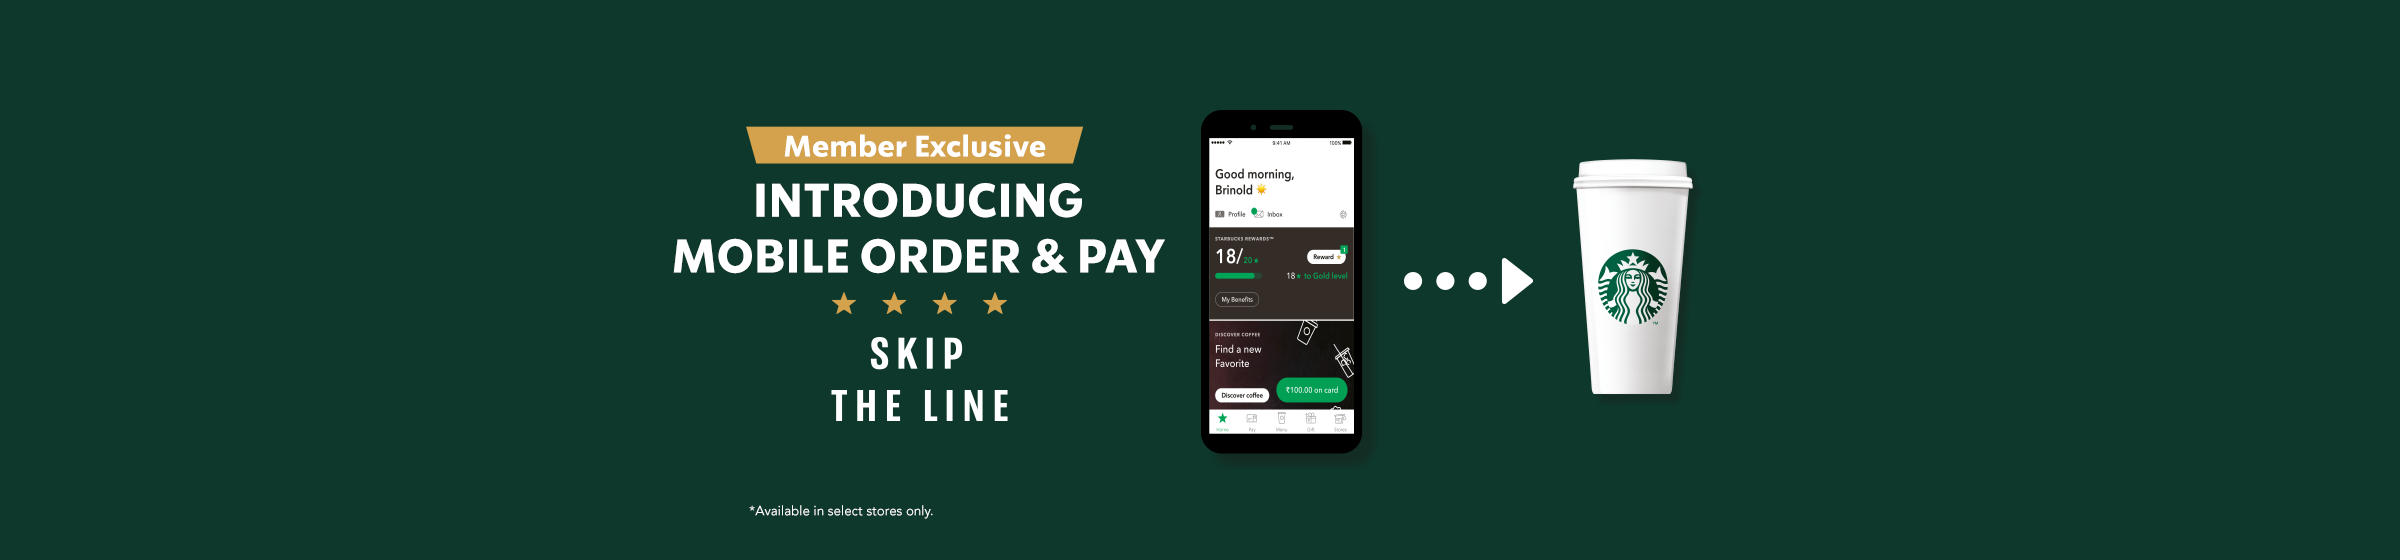 Member Exclusive
INTRODUCING
MOBILE ORDER & PAY
SKIP
THE LINE
*Available in select stores only.
9:41 AM
100%
Good morning,
Brinold
Profile
Inbox
STARBUCKS REWARDS™
18/20★
Reward ★
1
18★ to Gold level
My Benefits
DISCOVER COFFEE
Find a new
Favorite
₹100.00 on card
Discover coffee
Home Pay Menu Gift Stores
TM